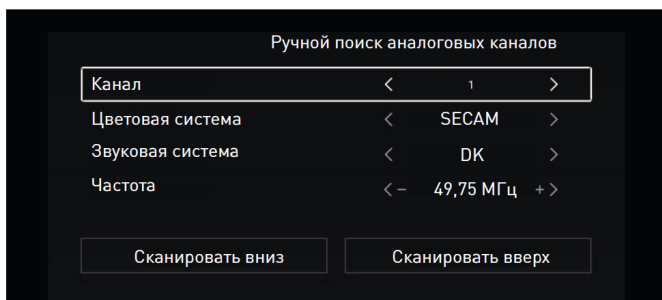 Ручной поиск аналоговых каналов
Канал < 1 >
Цветовая система < SECAM >
Звуковая система < DK >
Частота < – 49,75 МГц + >
Сканировать вниз Сканировать вверх